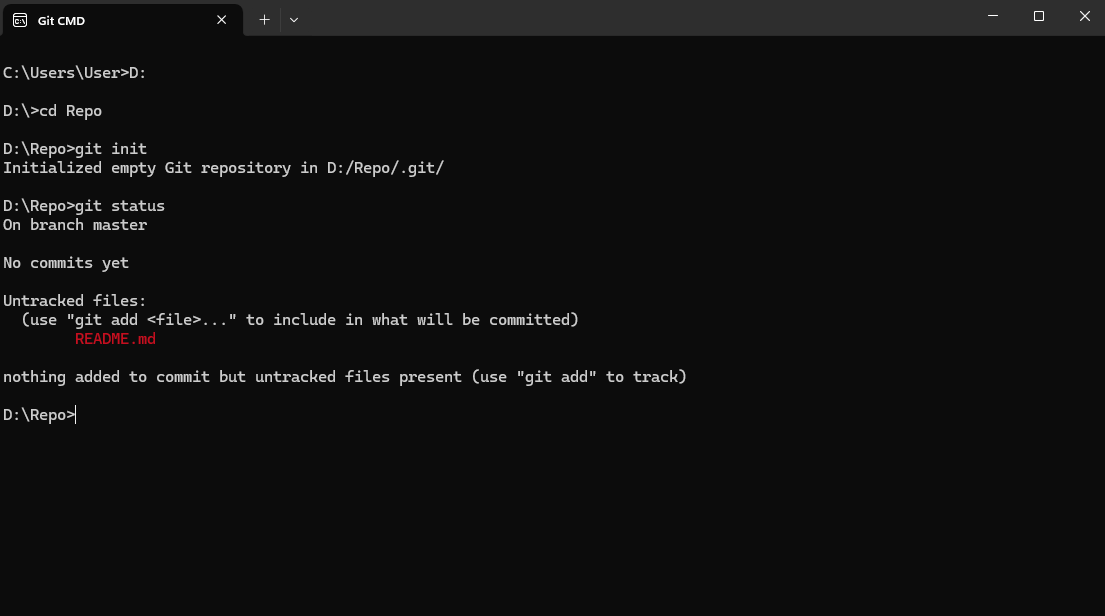 Git CMD
C:\Users\User>D:
D:\>cd Repo
D:\Repo>git init
Initialized empty Git repository in D:/Repo/.git/
D:\Repo>git status
On branch master
No commits yet
Untracked files:
  (use "git add <file>..." to include in what will be committed)
        README.md
nothing added to commit but untracked files present (use "git add" to track)
D:\Repo>